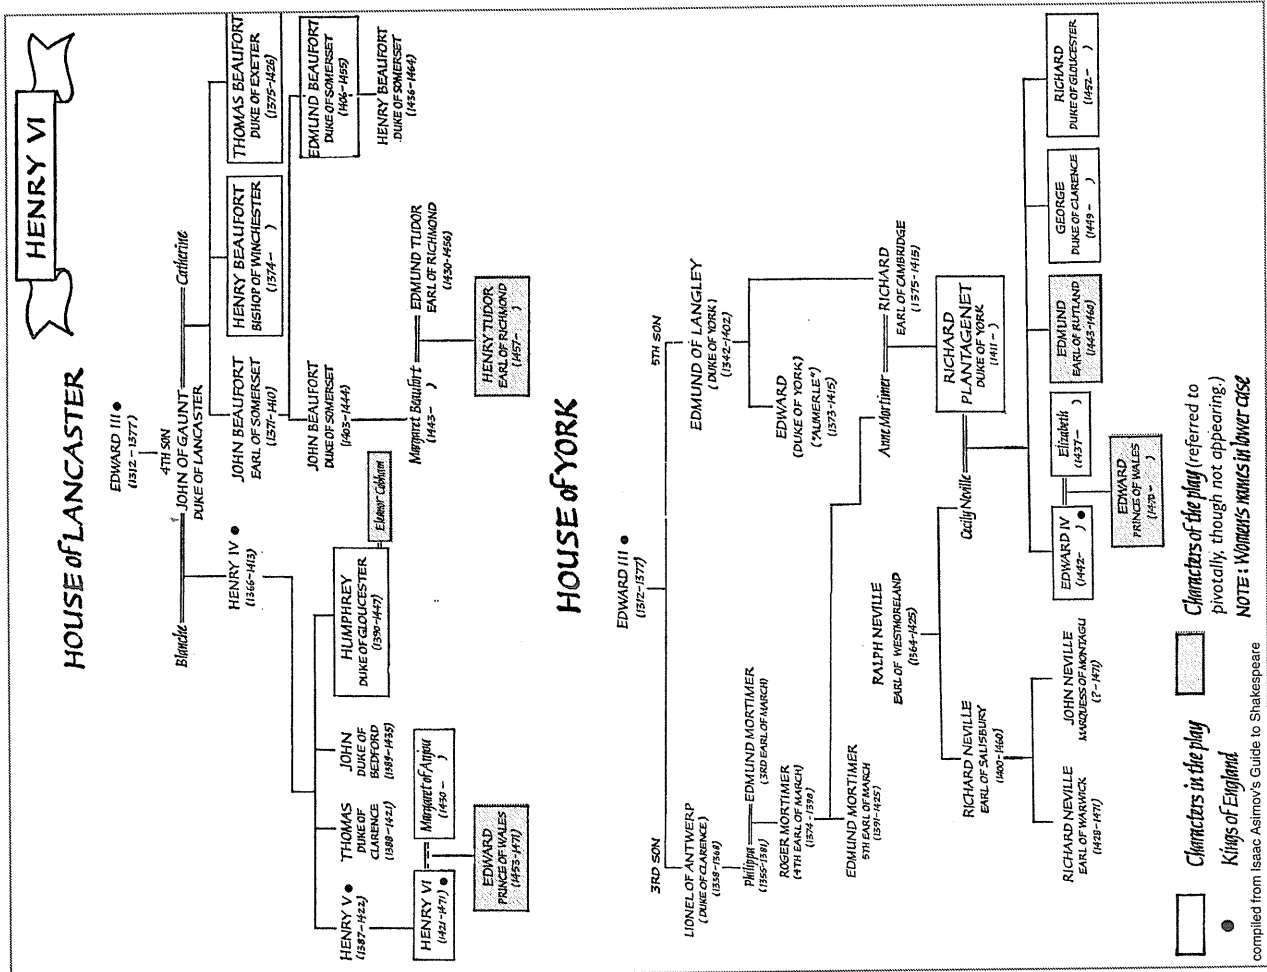 HENRY VI
HOUSE of LANCASTER
EDWARD III ●
(1312–1377)
4TH SON
Blanche
JOHN OF GAUNT
DUKE OF LANCASTER
Catherine
HENRY IV ●
(1366–1413)
JOHN BEAUFORT
EARL OF SOMERSET
(1371–1410)
HENRY BEAUFORT
BISHOP OF WINCHESTER
(1374– )
THOMAS BEAUFORT
DUKE OF EXETER
(1375–1426)
HENRY V ●
(1387–1422)
THOMAS
DUKE OF
CLARENCE
(1388–1421)
JOHN
DUKE OF
BEDFORD
(1389–1435)
HUMPHREY
DUKE OF GLOUCESTER
(1390–1447)
Eleanor Cobham
JOHN BEAUFORT
DUKE OF SOMERSET
(1403–1444)
EDMUND BEAUFORT
DUKE OF SOMERSET
(1406–1455)
HENRY BEAUFORT
DUKE OF SOMERSET
(1436–1464)
HENRY VI
(1421–1471) ●
Margaret of Anjou
(1430– )
Margaret Beaufort
(1443– )
EDMUND TUDOR
EARL OF RICHMOND
(1430–1456)
EDWARD
PRINCE OF WALES
(1453–1471)
HENRY TUDOR
EARL OF RICHMOND
(1457– )
HOUSE of YORK
EDWARD III ●
(1312–1377)
3RD SON
5TH SON
LIONEL OF ANTWERP
(DUKE OF CLARENCE)
(1338–1368)
EDMUND OF LANGLEY
(DUKE OF YORK)
(1342–1402)
Philippa
(1355–1381)
EDMUND MORTIMER
(3RD EARL OF MARCH)
ROGER MORTIMER
(4TH EARL OF MARCH)
(1374–1398)
EDWARD
(DUKE OF YORK)
("AUMERLE")
(1373–1415)
EDMUND MORTIMER
5TH EARL OF MARCH
(1391–1425)
Anne Mortimer
RICHARD
EARL OF CAMBRIDGE
(1375–1415)
RALPH NEVILLE
EARL OF WESTMORELAND
(1364–1425)
RICHARD NEVILLE
EARL OF SALISBURY
(1400–1460)
Cecily Neville
RICHARD
PLANTAGENET
DUKE OF YORK
(1411– )
RICHARD NEVILLE
EARL OF WARWICK
(1428–1471)
JOHN NEVILLE
MARQUESS OF MONTAGU
(?–1471)
EDWARD IV
(1442– ) ●
Elizabeth
(1437– )
EDMUND
EARL OF RUTLAND
(1443–1460)
GEORGE
DUKE OF CLARENCE
(1449– )
RICHARD
DUKE OF GLOUCESTER
(1452– )
EDWARD
PRINCE OF WALES
(1470– )
Characters in the play
● Kings of England
Characters of the play (referred to
pivotally, though not appearing.)
NOTE: Women's names in lower case
compiled from Isaac Asimov's Guide to Shakespeare